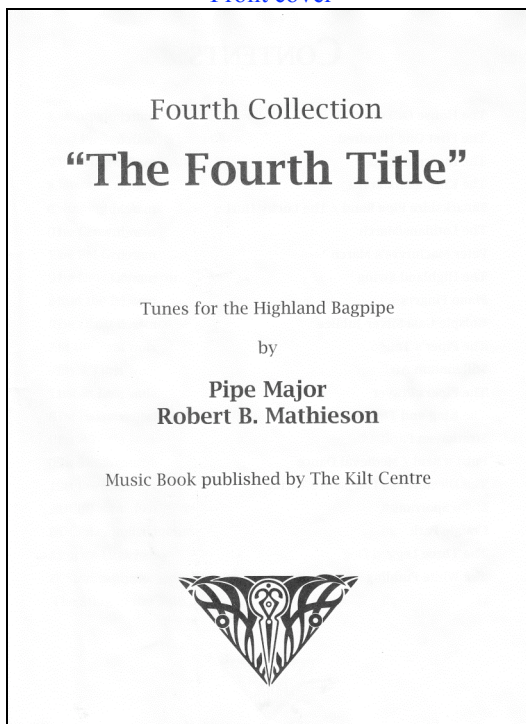 Front cover
Fourth Collection
“The Fourth Title”
Tunes for the Highland Bagpipe
by
Pipe Major
Robert B. Mathieson
Music Book published by The Kilt Centre